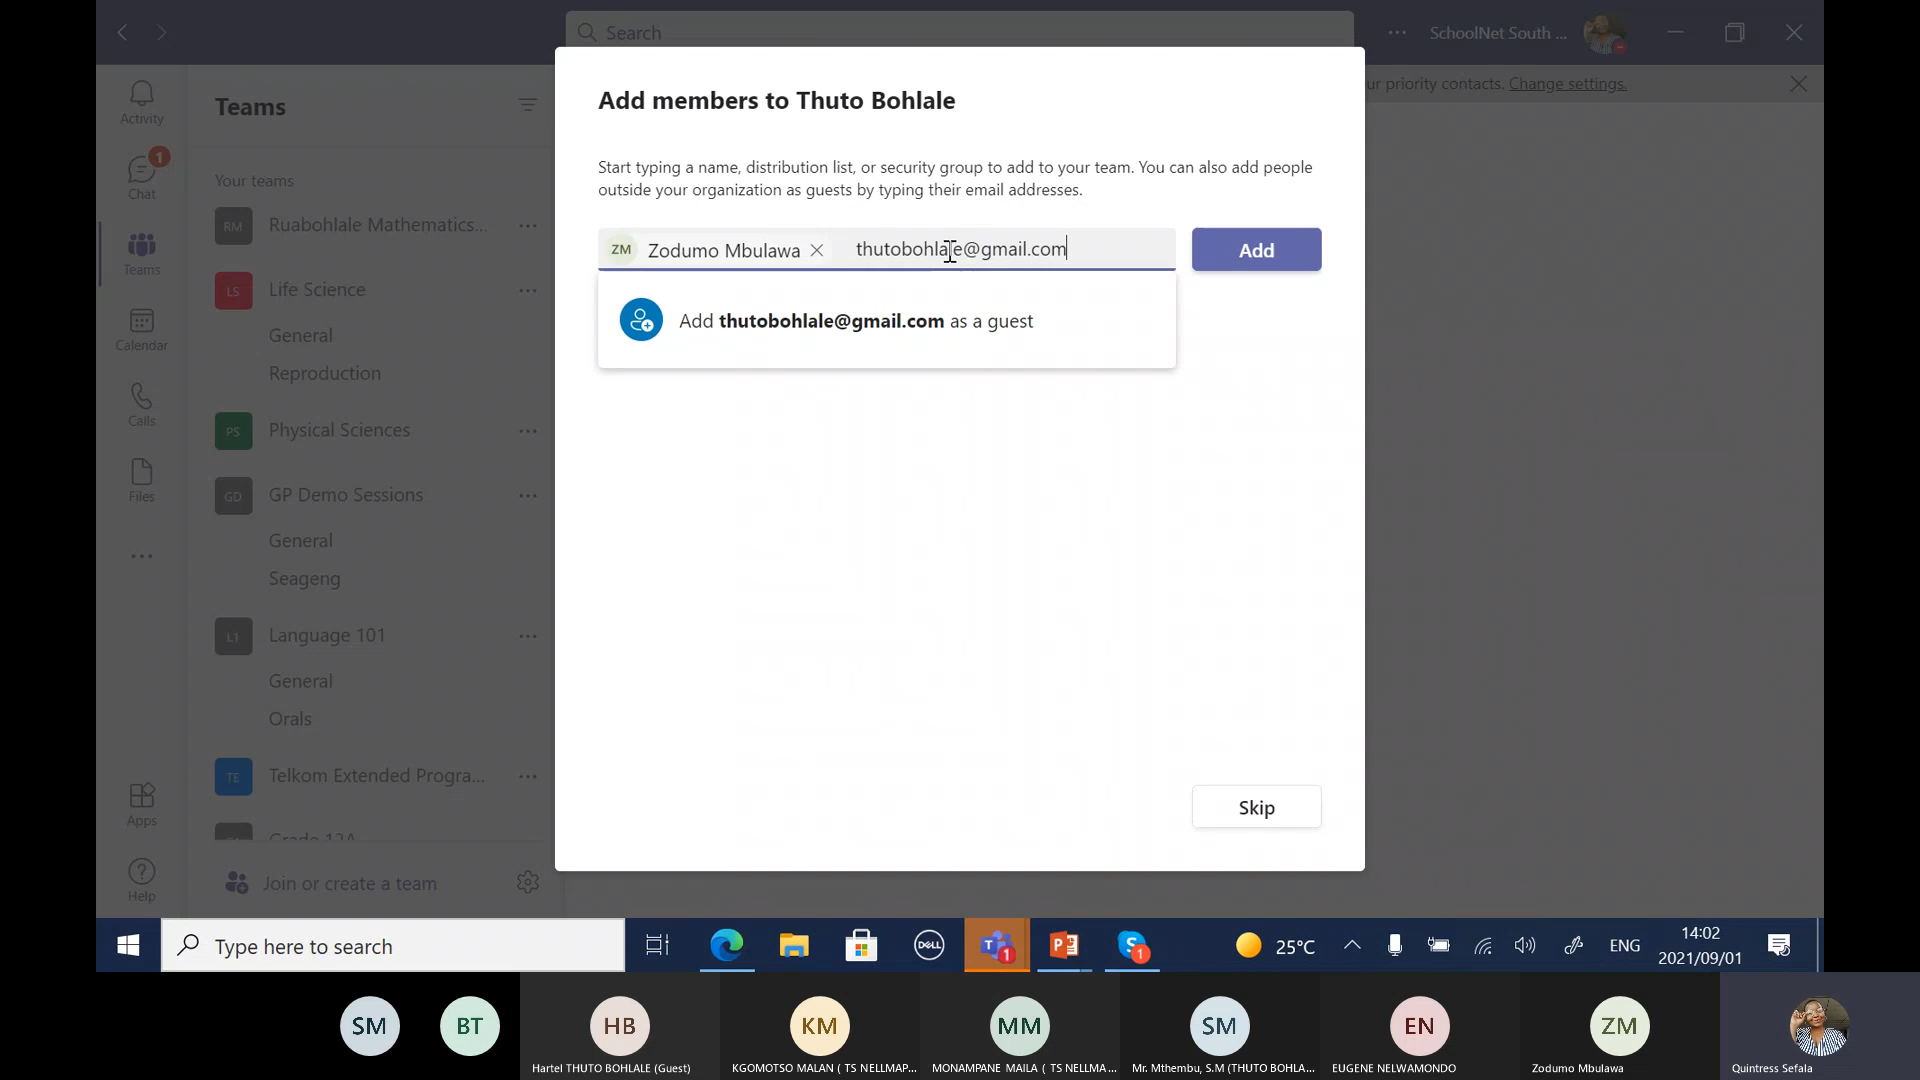 Search
SchoolNet South ...
ur priority contacts. Change settings.
Activity
Chat
1
Teams
Calendar
Calls
Files
Apps
Help
Teams
Your teams
RM Ruabohlale Mathematics...
LS Life Science
General
Reproduction
PS Physical Sciences
GD GP Demo Sessions
General
Seageng
L1 Language 101
General
Orals
TE Telkom Extended Progra...
Grade 12A
Join or create a team
Add members to Thuto Bohlale
Start typing a name, distribution list, or security group to add to your team. You can also add people
outside your organization as guests by typing their email addresses.
ZM Zodumo Mbulawa thutobohlale@gmail.com
Add
Add thutobohlale@gmail.com as a guest
Skip
Type here to search
DELL
T 1
P
S 1
25°C
ENG
14:02
2021/09/01
SM
BT
HB
KM
MM
SM
EN
ZM
Hartel THUTO BOHLALE (Guest)
KGOMOTSO MALAN ( TS NELLMAP...
MONAMPANE MAILA ( TS NELLMA...
Mr. Mthembu, S.M (THUTO BOHLA...
EUGENE NELWAMONDO
Zodumo Mbulawa
Quintress Sefala